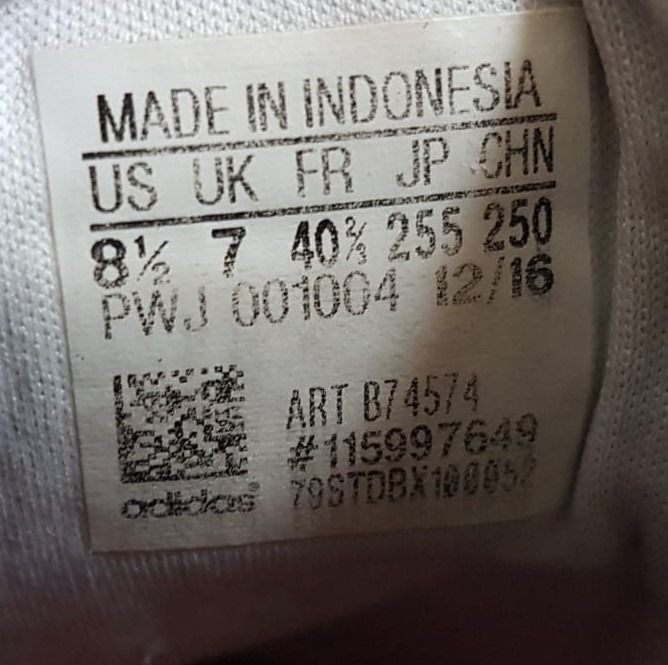 MADE IN INDONESIA
US UK FR JP CHN
8½ 7 40⅔ 255 250
PWJ 001004 12/16
ART B74574
#115997649
79STDBX100052
adidas®